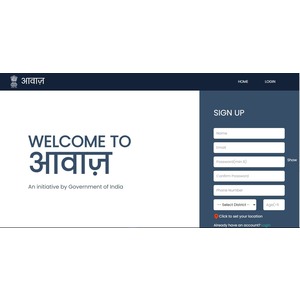 आवाज़
HOME
LOGIN
WELCOME TO
आवाज़
An initiative by Government of India
SIGN UP
Name
Email
Password(min 6)
Show
Confirm Password
Phone Number
-- Select District --
Age
Click to set your location
Already have an account? Login